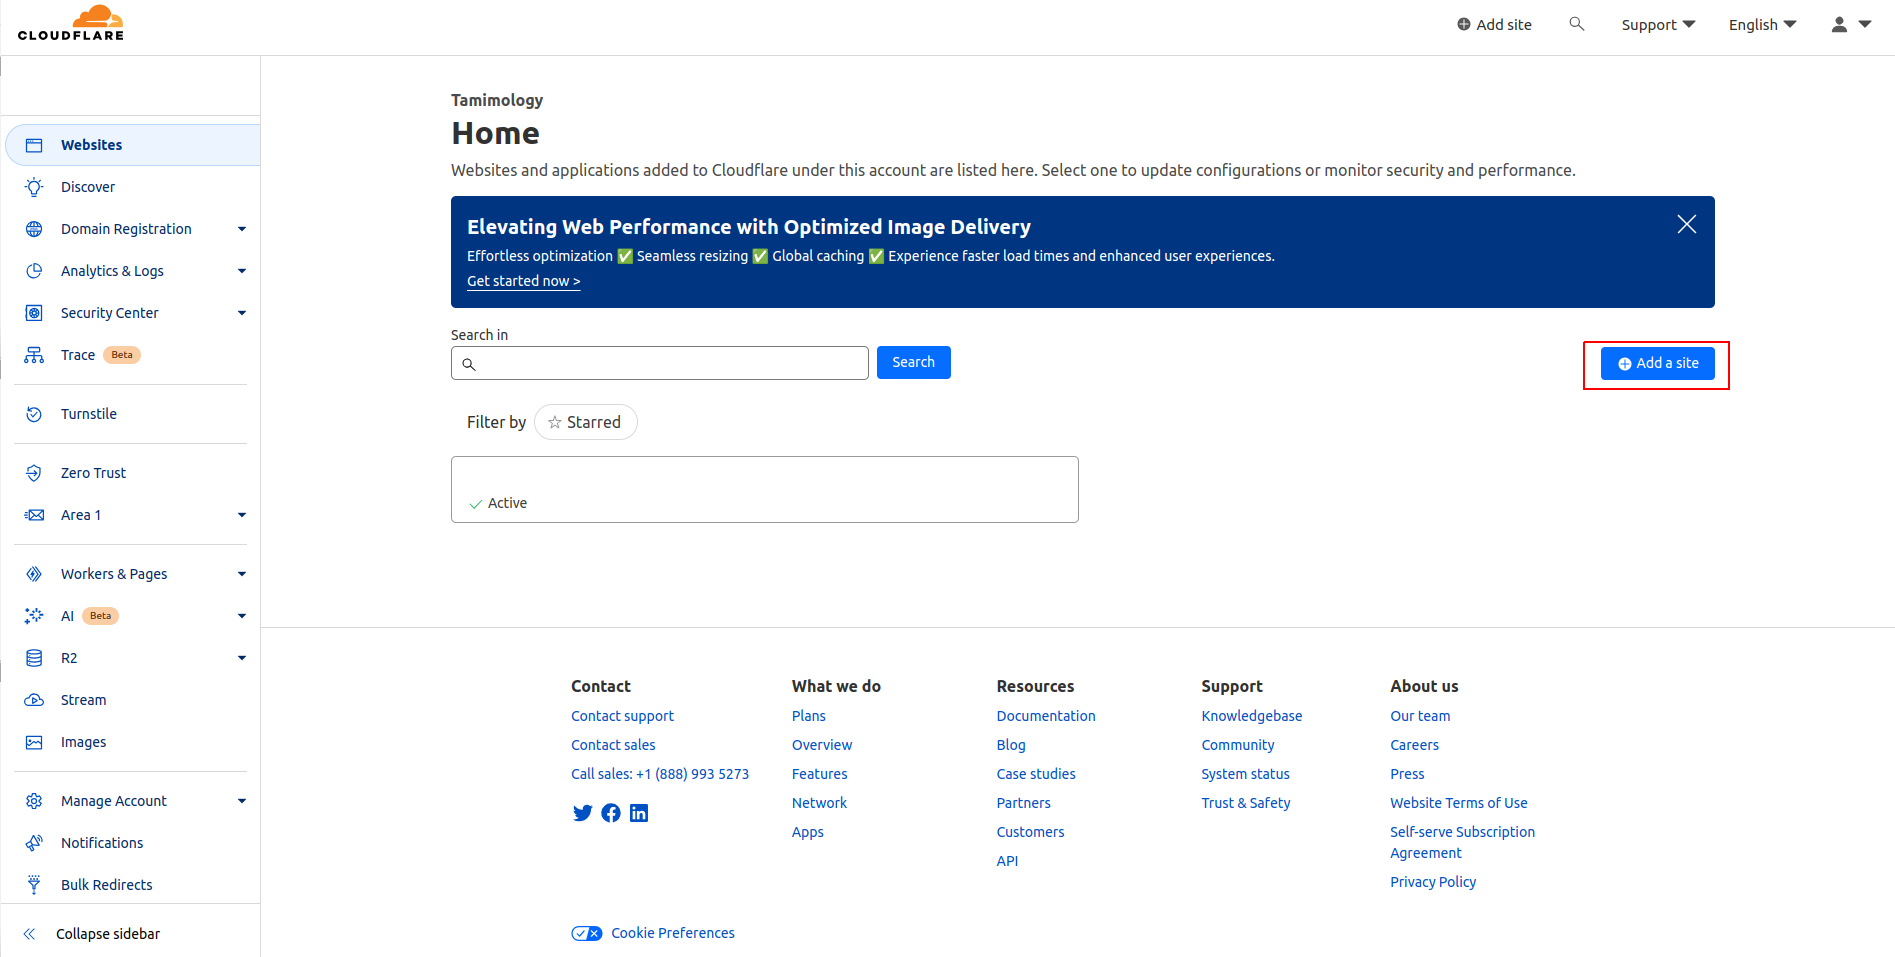 CLOUDFLARE
Add site
Support
English
Websites
Discover
Domain Registration
Analytics & Logs
Security Center
Trace Beta
Turnstile
Zero Trust
Area 1
Workers & Pages
AI Beta
R2
Stream
Images
Manage Account
Notifications
Bulk Redirects
Collapse sidebar
Tamimology
Home
Websites and applications added to Cloudflare under this account are listed here. Select one to update configurations or monitor security and performance.
Elevating Web Performance with Optimized Image Delivery
Effortless optimization ✅ Seamless resizing ✅ Global caching ✅ Experience faster load times and enhanced user experiences.
Get started now >
Search in
Search
Add a site
Filter by
Starred
Active
Contact
Contact support
Contact sales
Call sales: +1 (888) 993 5273
What we do
Plans
Overview
Features
Network
Apps
Resources
Documentation
Blog
Case studies
Partners
Customers
API
Support
Knowledgebase
Community
System status
Trust & Safety
About us
Our team
Careers
Press
Website Terms of Use
Self-serve Subscription
Agreement
Privacy Policy
Cookie Preferences